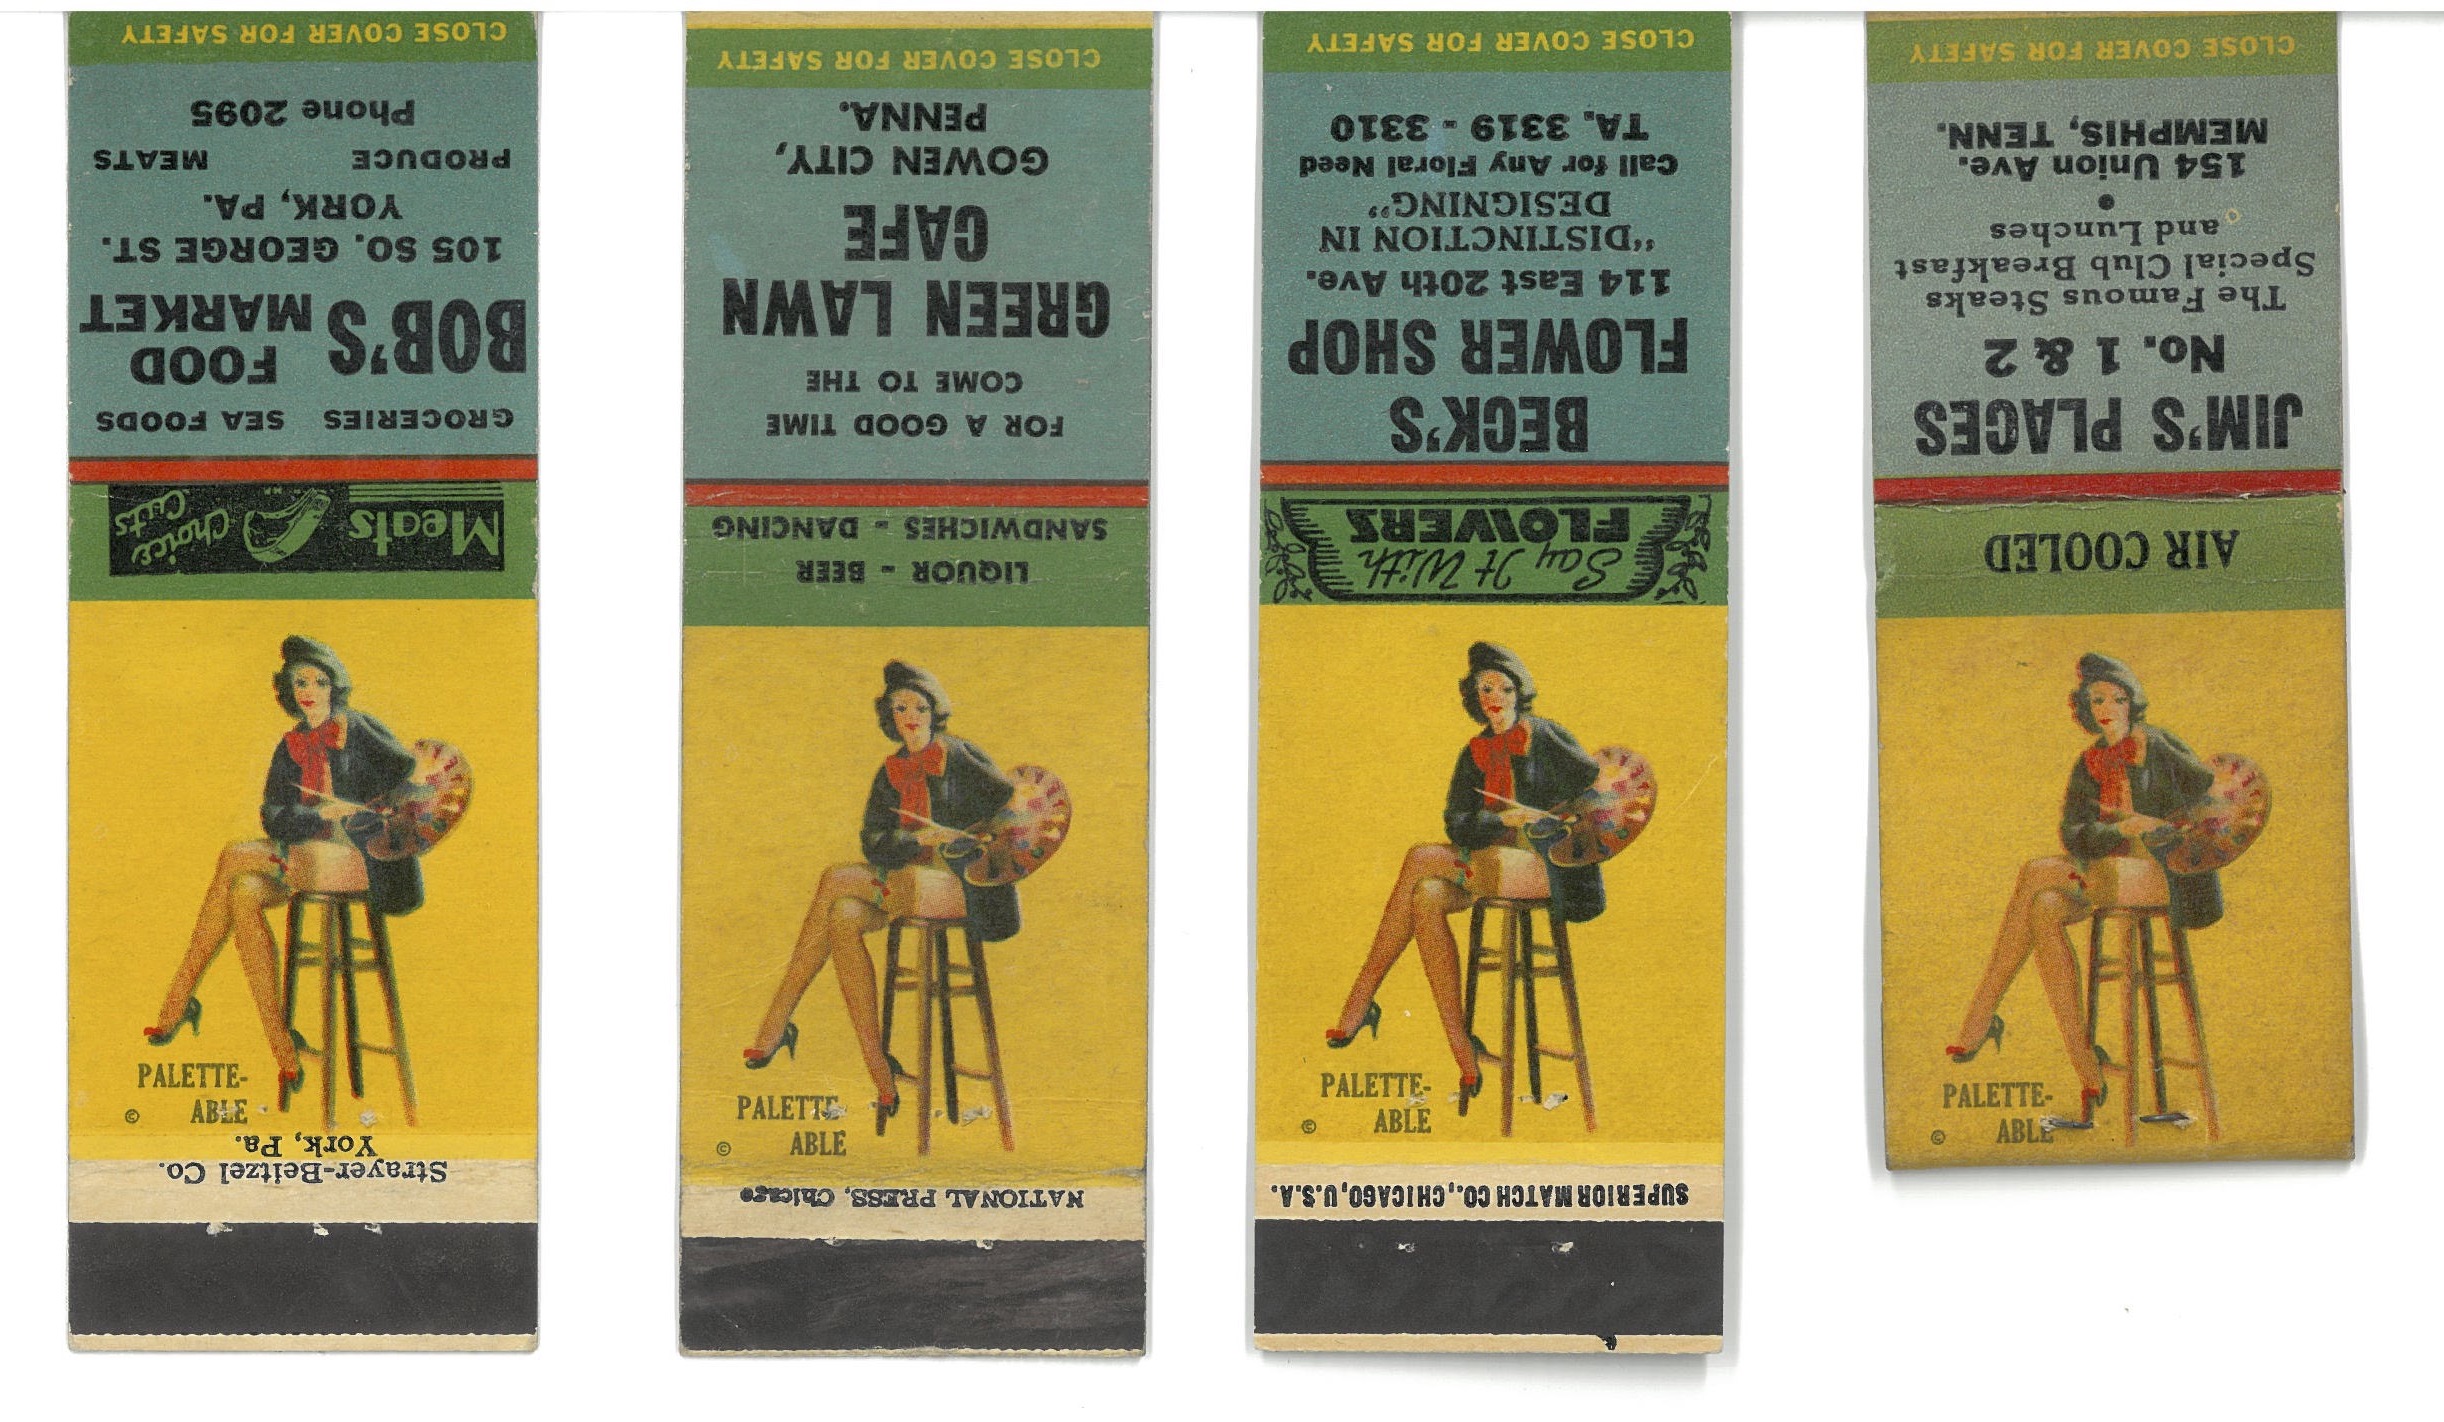 CLOSE COVER FOR SAFETY
Phone 2095
PRODUCE MEATS
YORK, PA.
105 SO. GEORGE ST.
BOB'S FOOD MARKET
GROCERIES SEA FOODS
Meats Choice Cuts
PALETTE-
© ABLE
Strayer-Beitzel Co.
York, Pa.
CLOSE COVER FOR SAFETY
FOR A GOOD TIME
COME TO THE
GREEN LAWN
CAFE
GOWEN CITY,
PENNA.
SANDWICHES - DANCING
LIQUOR - BEER
PALETTE-
© ABLE
NATIONAL PRESS, Chicago
CLOSE COVER FOR SAFETY
BECK'S
FLOWER SHOP
114 East 20th Ave.
"DISTINCTION IN
DESIGNING"
Call for Any Floral Need
TA. 3319 - 3310
Say It With
FLOWERS
PALETTE-
© ABLE
SUPERIOR MATCH CO., CHICAGO, U.S.A.
CLOSE COVER FOR SAFETY
JIM'S PLACES
No. 1 & 2
The Famous Steaks
Special Club Breakfast
and Lunches
•
154 Union Ave.
MEMPHIS, TENN.
AIR COOLED
PALETTE-
© ABLE